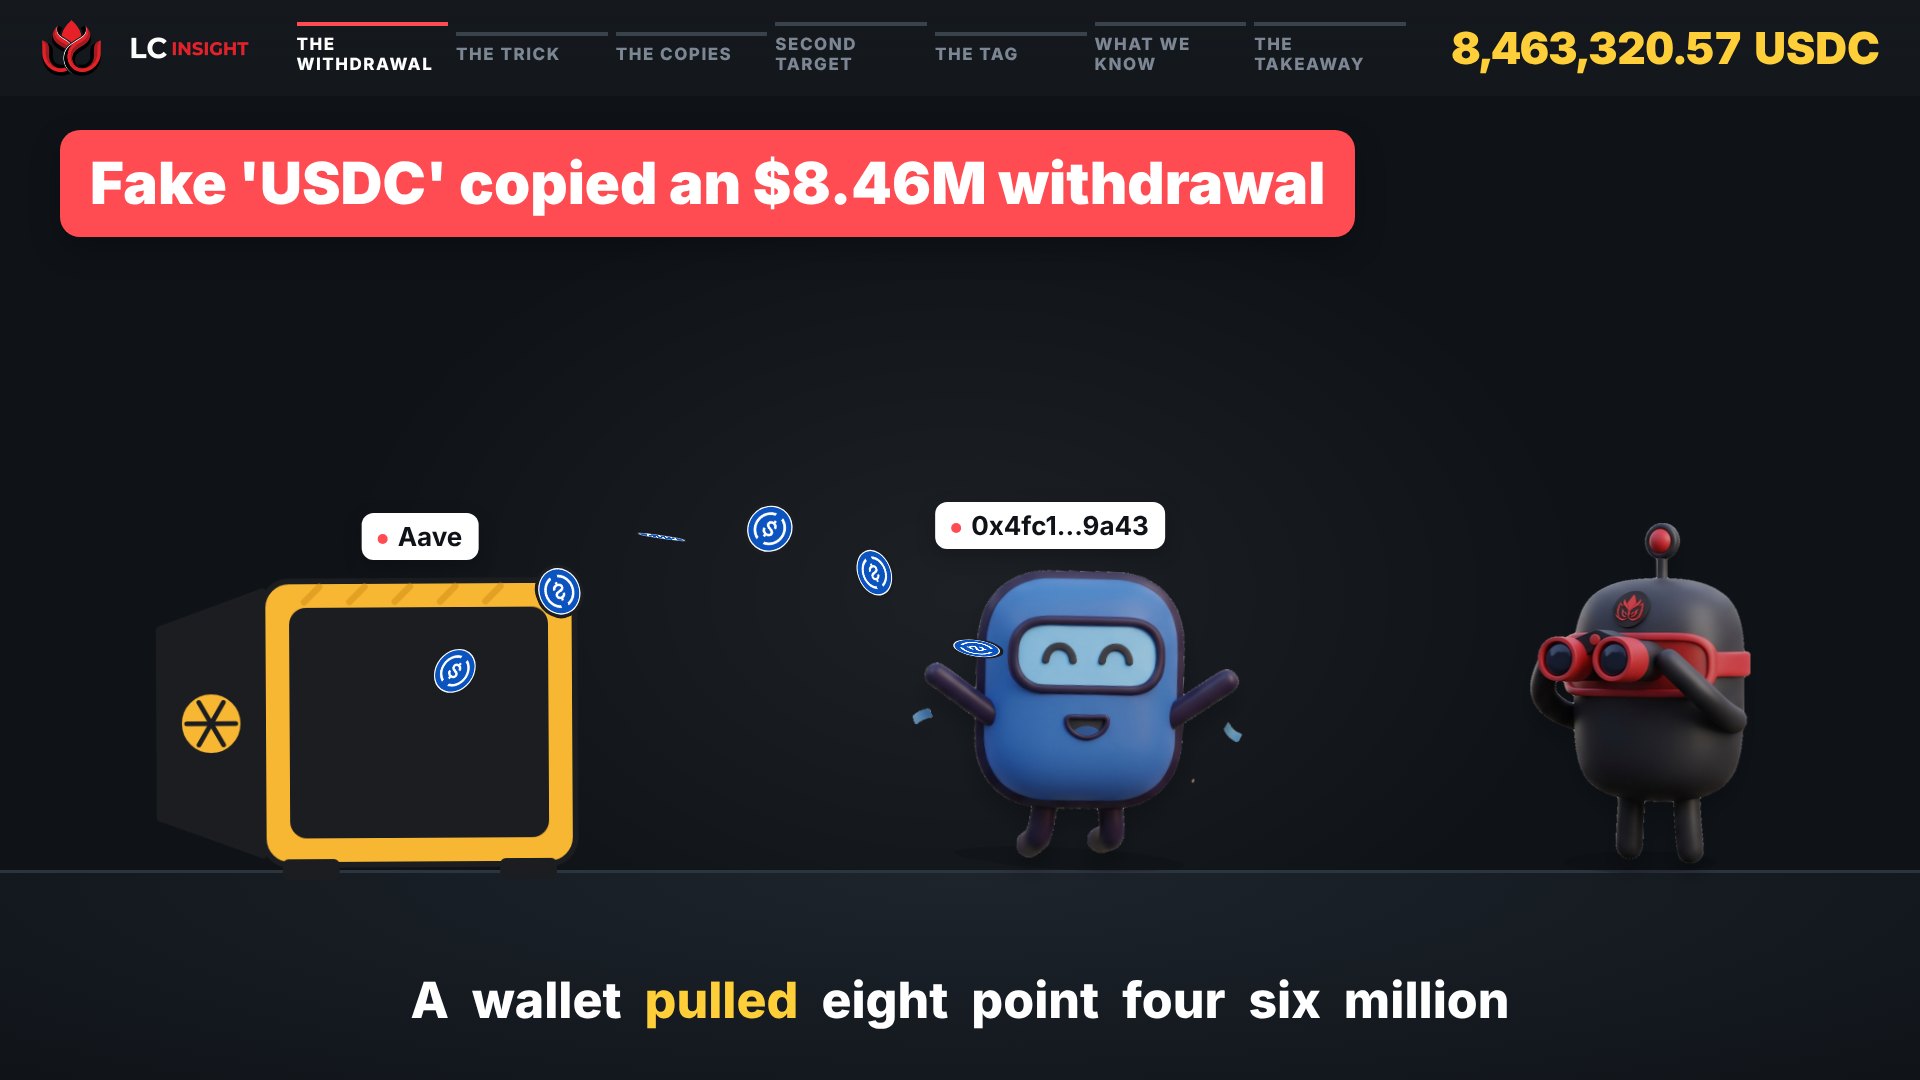 LC INSIGHT
THE
WITHDRAWAL
THE TRICK
THE COPIES
SECOND
TARGET
THE TAG
WHAT WE
KNOW
THE
TAKEAWAY
8,463,320.57 USDC
Fake 'USDC' copied an $8.46M withdrawal
Aave
0x4fc1...9a43
A wallet pulled eight point four six million